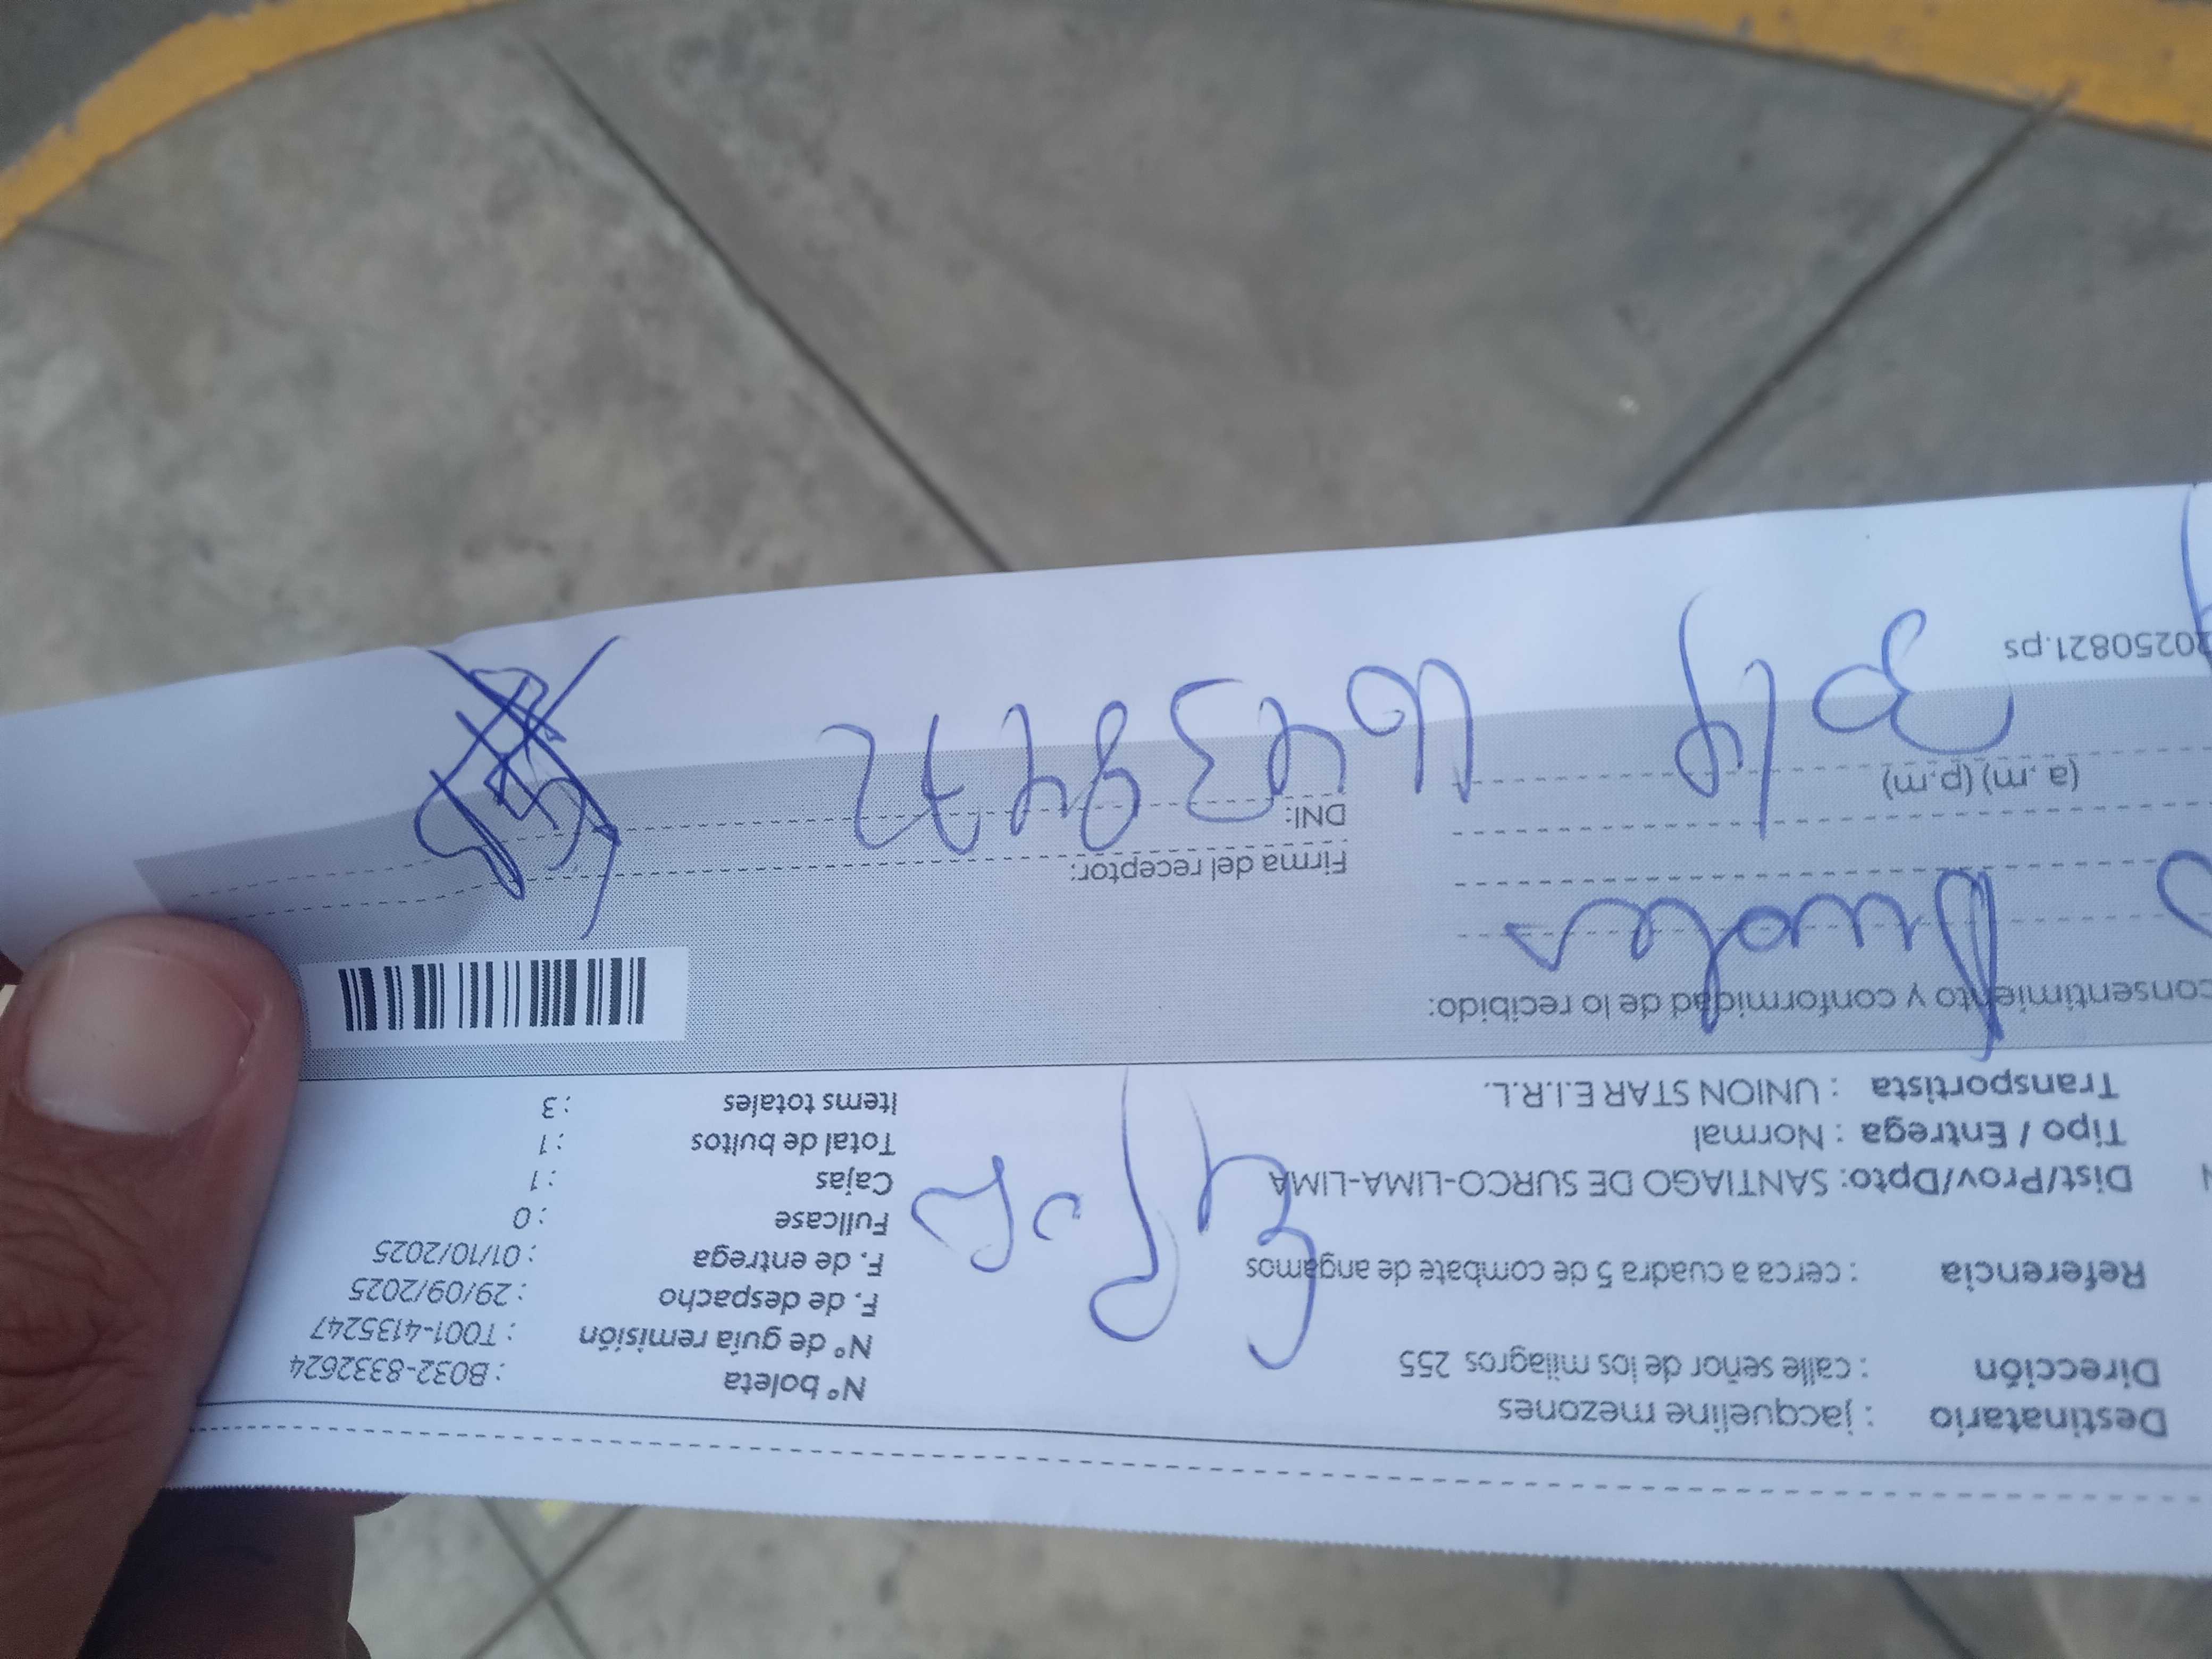 Destinatario : jacqueline mezones
Dirección : calle señor de los milagros 255
Referencia : cerca a cuadra 5 de combate de angamos
Dist/Prov/Dpto: SANTIAGO DE SURCO-LIMA-LIMA
Tipo / Entrega : Normal
Transportista : UNION STAR E.I.R.L.
N° boleta : B032-8332624
N° de guía remisión : T001-4135247
F. de despacho : 29/09/2025
F. de entrega : 01/10/2025
Fullcase : 0
Cajas : 1
Total de bultos : 1
Items totales : 3
consentimiento y conformidad de lo recibido:
Firma del receptor:
DNI:
(a.m) (p.m)
20250821.ps